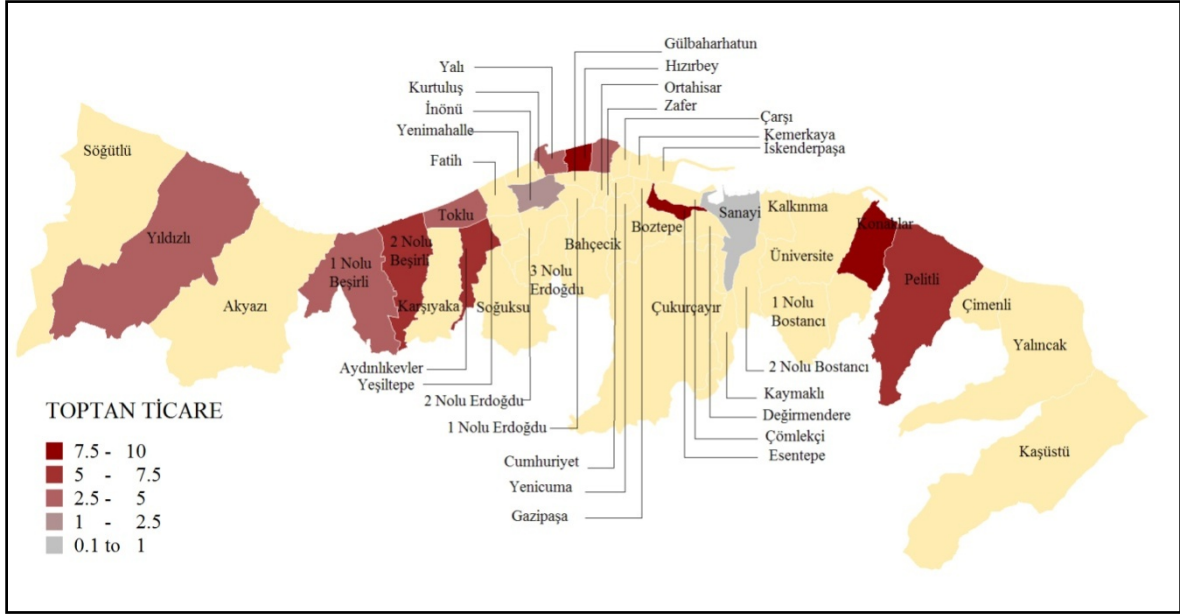 Gülbaharhatun
Yalı
Hızırbey
Kurtuluş
Ortahisar
İnönü
Zafer
Yenimahalle
Çarşı
Kemerkaya
Fatih
İskenderpaşa
Söğütlü
Toklu
Sanayi
Kalkınma
Yıldızlı
2 Nolu
Beşirli
Boztepe
Konaklar
1 Nolu
Beşirli
Bahçecik
Üniversite
3 Nolu
Erdoğdu
Pelitli
Akyazı
Karşıyaka
Soğuksu
Çukurçayır
1 Nolu
Bostancı
Çimenli
Yalıncak
Aydınlıkevler
2 Nolu Bostancı
Yeşiltepe
Kaymaklı
2 Nolu Erdoğdu
Değirmendere
1 Nolu Erdoğdu
Çömlekçi
Esentepe
Cumhuriyet
Kaşüstü
Yenicuma
Gazipaşa
TOPTAN TİCARE
7.5 - 10
5 - 7.5
2.5 - 5
1 - 2.5
0.1 to 1